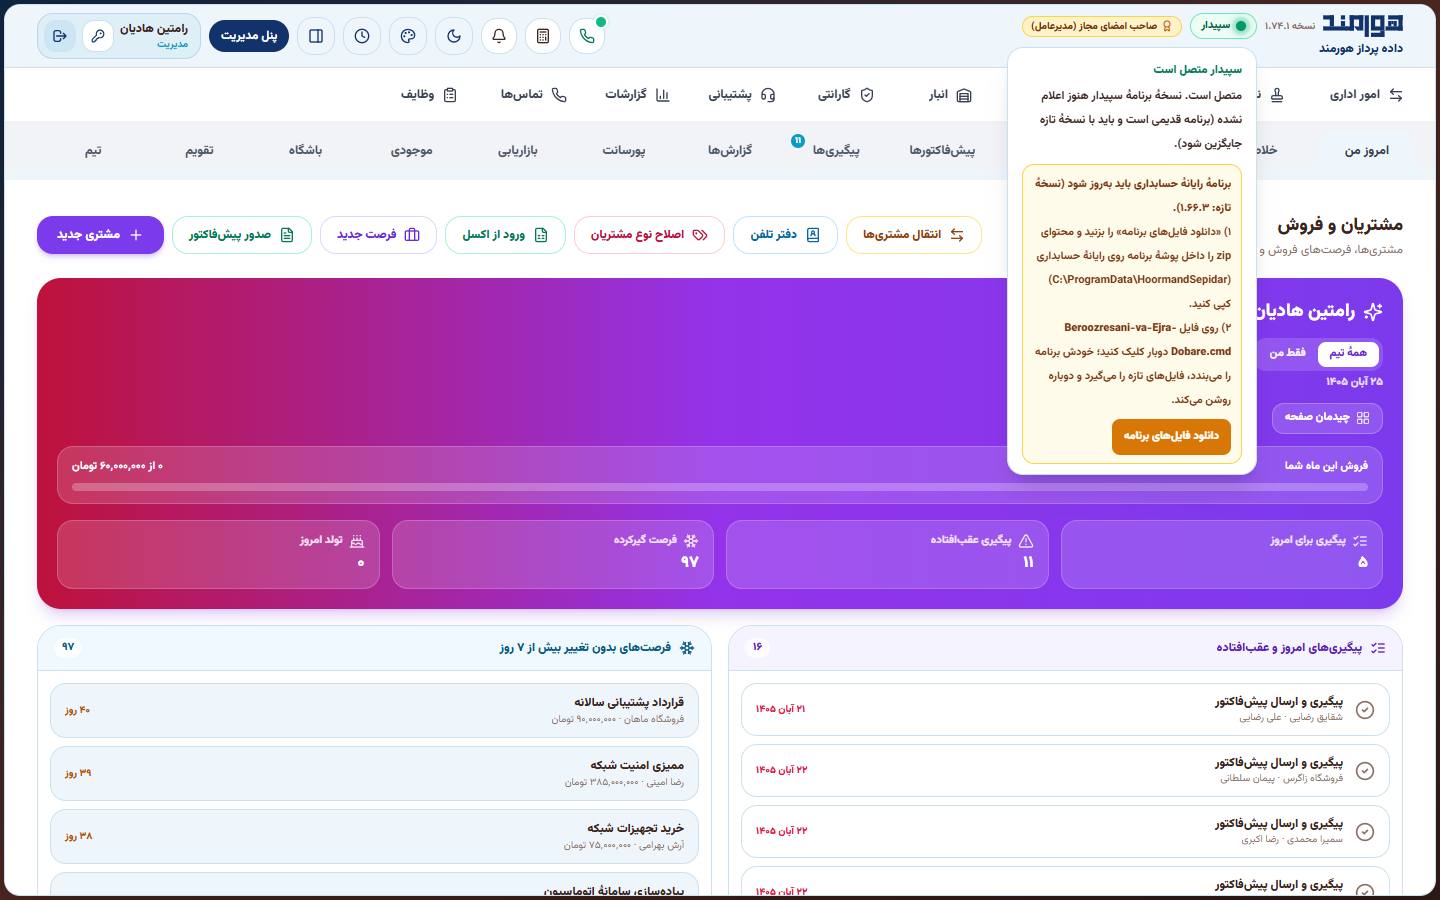 هورمند
داده پرداز هورمند
نسخه ۱.۷۴.۱
سپیدار
صاحب امضای مجاز (مدیرعامل)
پنل مدیریت
رامتین هادیان
مدیریت
امور اداری
انبار
گارانتی
پشتیبانی
گزارشات
تماس‌ها
وظایف
امروز من
پیش‌فاکتورها
پیگیری‌ها
۱۱
گزارش‌ها
پورسانت
بازاریابی
موجودی
باشگاه
تقویم
تیم
سپیدار متصل است
متصل است. نسخهٔ برنامهٔ سپیدار هنوز اعلام
نشده (برنامه قدیمی است و باید با نسخهٔ تازه
جایگزین شود).
برنامهٔ رایانهٔ حسابداری باید به‌روز شود (نسخهٔ
تازه: ۱.۶۶.۳).
۱) «دانلود فایل‌های برنامه» را بزنید و محتوای
zip را داخل پوشهٔ برنامه روی رایانهٔ حسابداری
(C:\ProgramData\HoormandSepidar)
کپی کنید.
۲) روی فایل Beroozresani-va-Ejra-
Dobare.cmd دوبار کلیک کنید؛ خودش برنامه
را می‌بندد، فایل‌های تازه را می‌گیرد و دوباره
روشن می‌کند.
دانلود فایل‌های برنامه
مشتریان و فروش
مشتری‌ها، فرصت‌های فروش و
انتقال مشتری‌ها
دفتر تلفن
اصلاح نوع مشتریان
ورود از اکسل
فرصت جدید
صدور پیش‌فاکتور
مشتری جدید
رامتین هادیان
همهٔ تیم
فقط من
۲۵ آبان ۱۴۰۵
چیدمان صفحه
فروش این ماه شما
۰ از ۶۰,۰۰۰,۰۰۰ تومان
پیگیری برای امروز
۵
پیگیری عقب‌افتاده
۱۱
فرصت گیرکرده
۹۷
تولد امروز
۰
پیگیری‌های امروز و عقب‌افتاده
۱۶
پیگیری و ارسال پیش‌فاکتور
شقایق رضایی · علی رضایی
۲۱ آبان ۱۴۰۵
پیگیری و ارسال پیش‌فاکتور
فروشگاه زاگرس · پیمان سلطانی
۲۲ آبان ۱۴۰۵
پیگیری و ارسال پیش‌فاکتور
سمیرا محمدی · رضا اکبری
۲۲ آبان ۱۴۰۵
پیگیری و ارسال پیش‌فاکتور
۲۲ آبان ۱۴۰۵
فرصت‌های بدون تغییر بیش از ۷ روز
۹۷
قرارداد پشتیبانی سالانه
فروشگاه ماهان · ۹۰,۰۰۰,۰۰۰ تومان
۴۰ روز
ممیزی امنیت شبکه
رضا امینی · ۳۸۵,۰۰۰,۰۰۰ تومان
۳۹ روز
خرید تجهیزات شبکه
آرش بهرامی · ۷۵,۰۰۰,۰۰۰ تومان
۳۸ روز
پیاده‌سازی سامانهٔ اتوماسیون